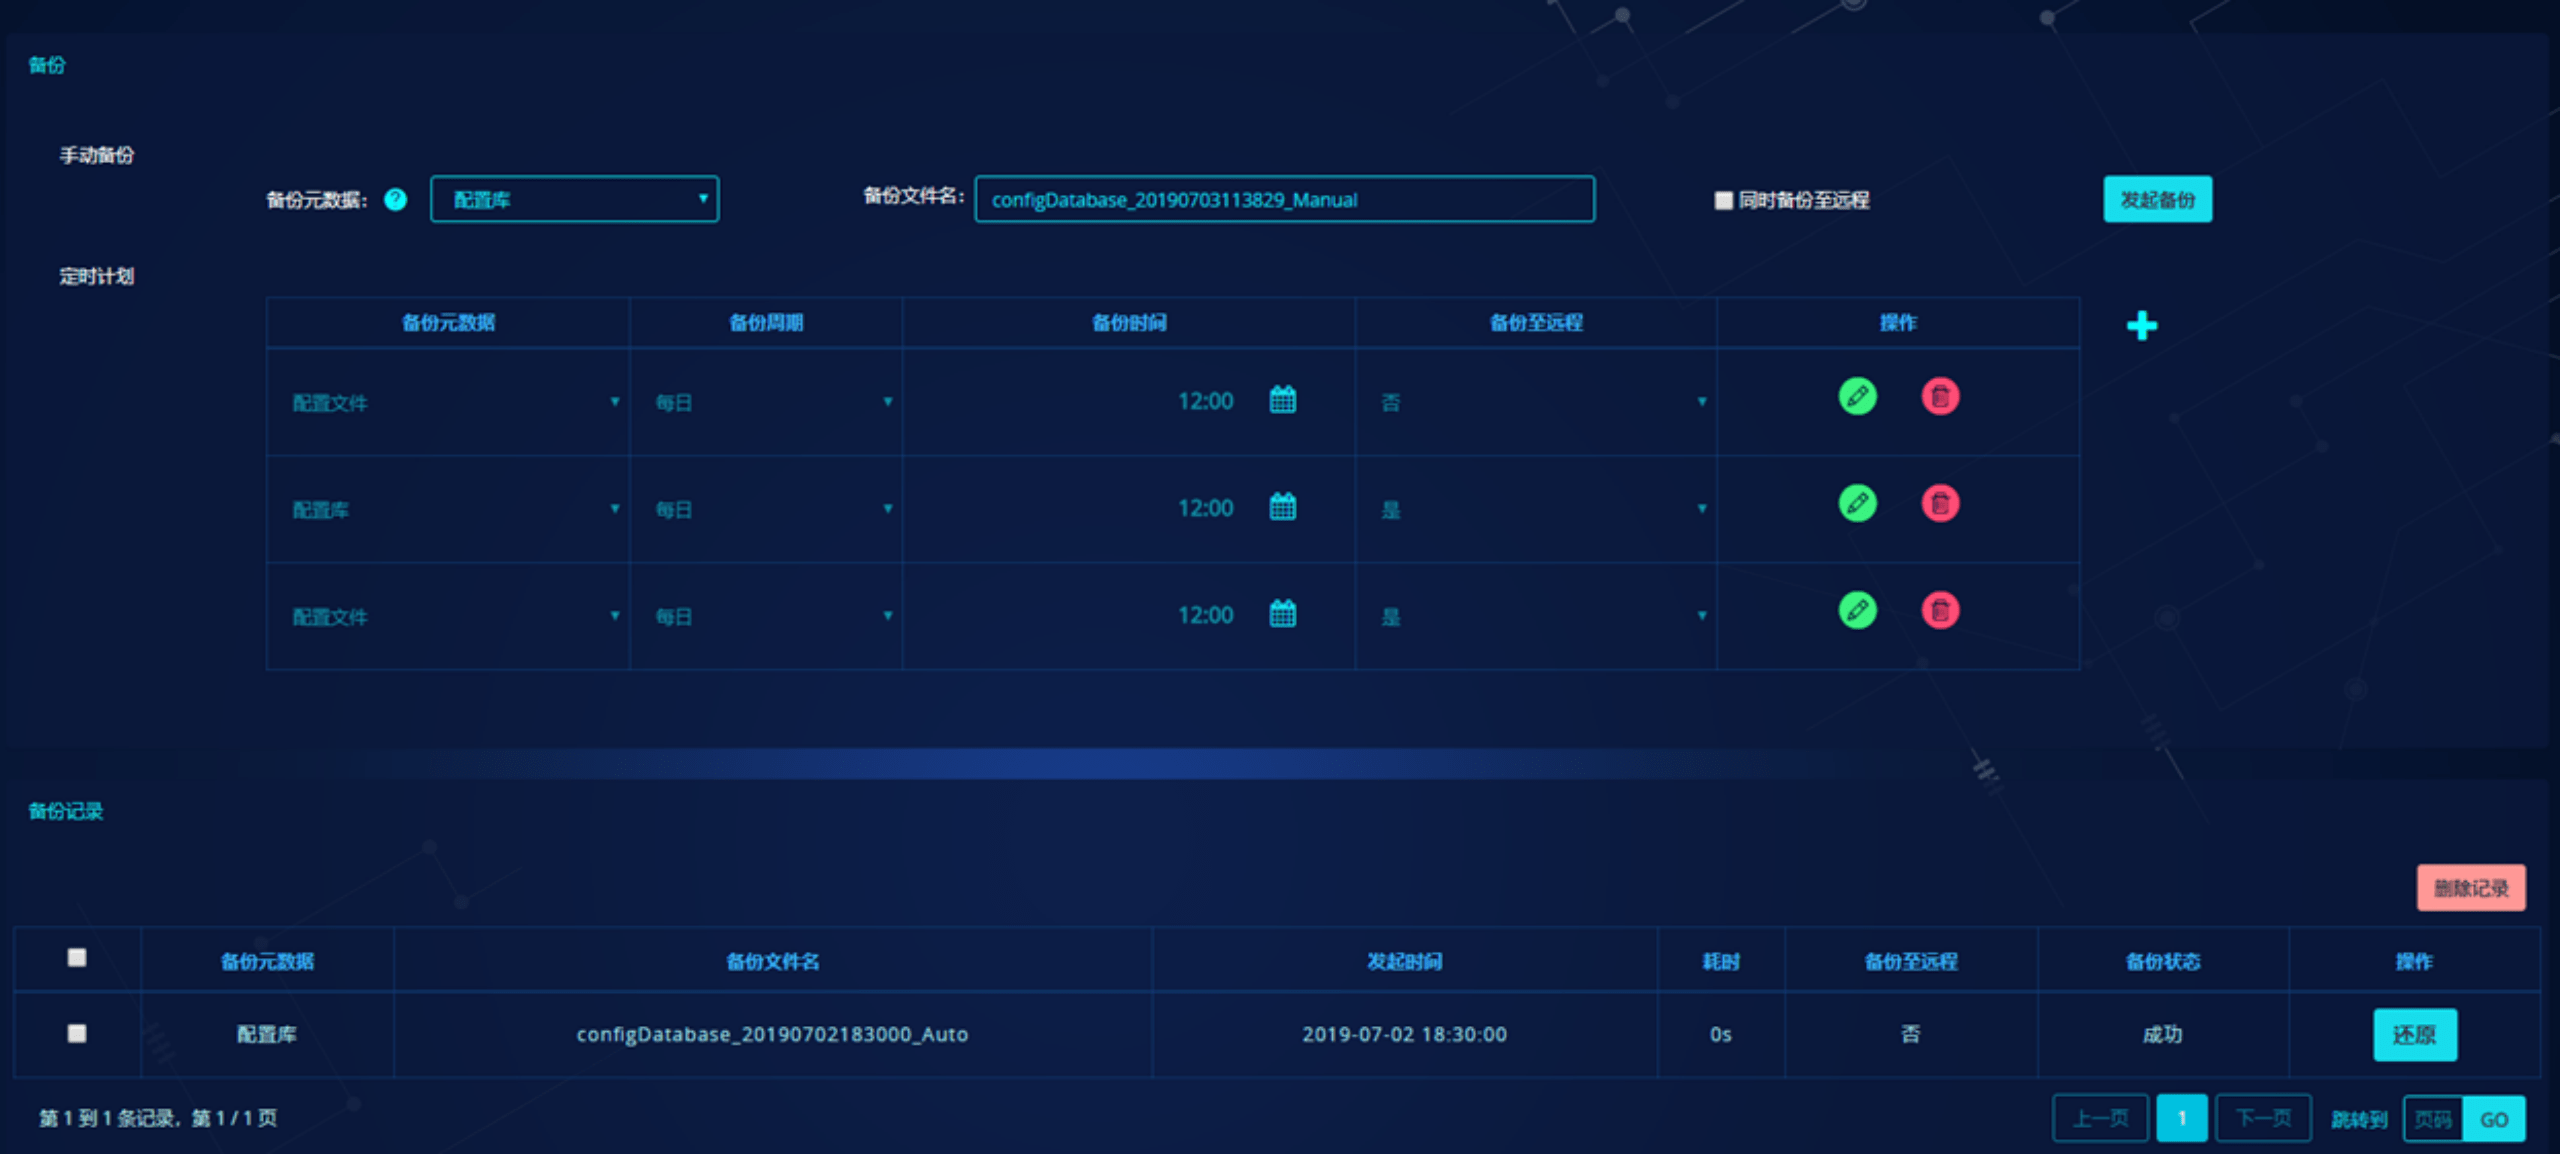 备份
手动备份
备份元数据: ? 配置库 备份文件名: configDatabase_20190703113829_Manual 同时备份至远程 发起备份
定时计划
备份元数据 备份周期 备份时间 备份至远程 操作
配置文件 每日 12:00 否
配置库 每日 12:00 是
配置文件 每日 12:00 是
备份记录
删除记录
备份元数据 备份文件名 发起时间 耗时 备份至远程 备份状态 操作
配置库 configDatabase_20190702183000_Auto 2019-07-02 18:30:00 0s 否 成功 还原
第 1 到 1 条记录, 第 1 / 1 页 上一页 1 下一页 跳转到 页码 GO